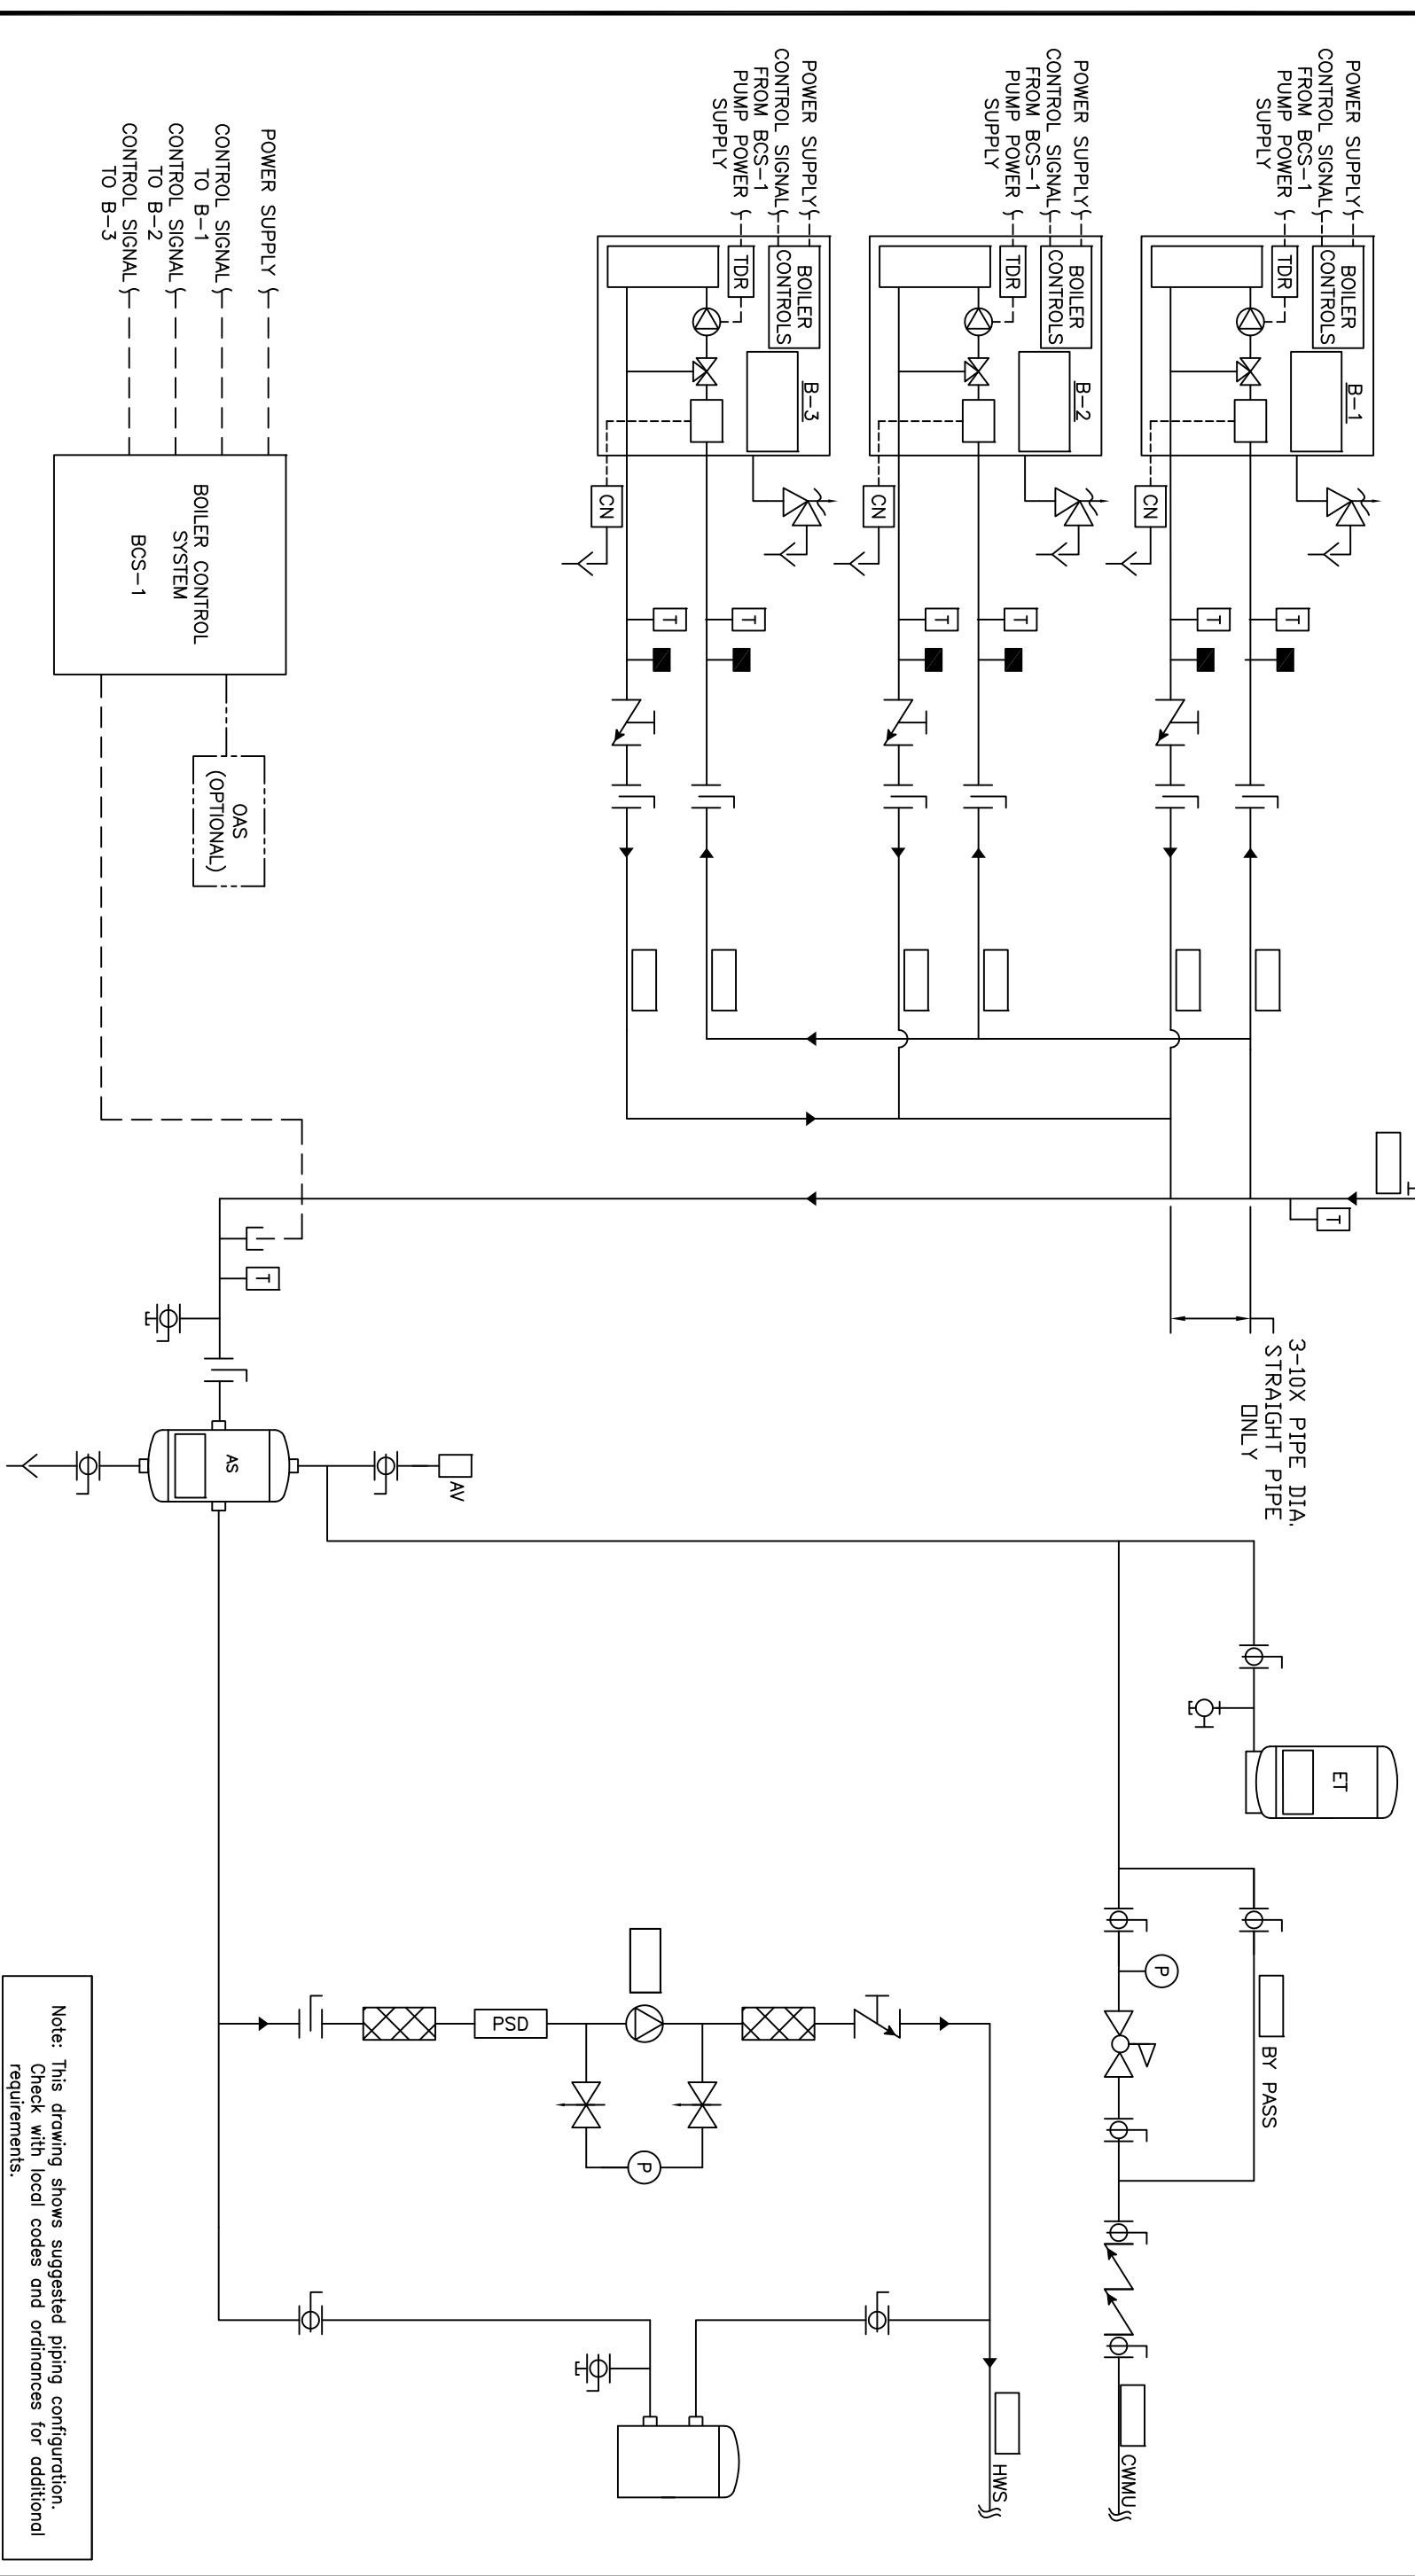 POWER SUPPLY
CONTROL SIGNAL
FROM BCS-1
PUMP POWER
SUPPLY
BOILER
CONTROLS
TDR
B-1
CN
T
T
POWER SUPPLY
CONTROL SIGNAL
FROM BCS-1
PUMP POWER
SUPPLY
BOILER
CONTROLS
TDR
B-2
CN
T
T
POWER SUPPLY
CONTROL SIGNAL
FROM BCS-1
PUMP POWER
SUPPLY
BOILER
CONTROLS
TDR
B-3
CN
T
T
POWER SUPPLY
CONTROL SIGNAL
TO B-1
CONTROL SIGNAL
TO B-2
CONTROL SIGNAL
TO B-3
BOILER CONTROL
SYSTEM
BCS-1
OAS
(OPTIONAL)
T
T
3-10X PIPE DIA.
STRAIGHT PIPE
ONLY
AS
AV
ET
P
BY PASS
PSD
P
HWS
CWMU
Note: This drawing shows suggested piping configuration.
Check with local codes and ordinances for additional
requirements.